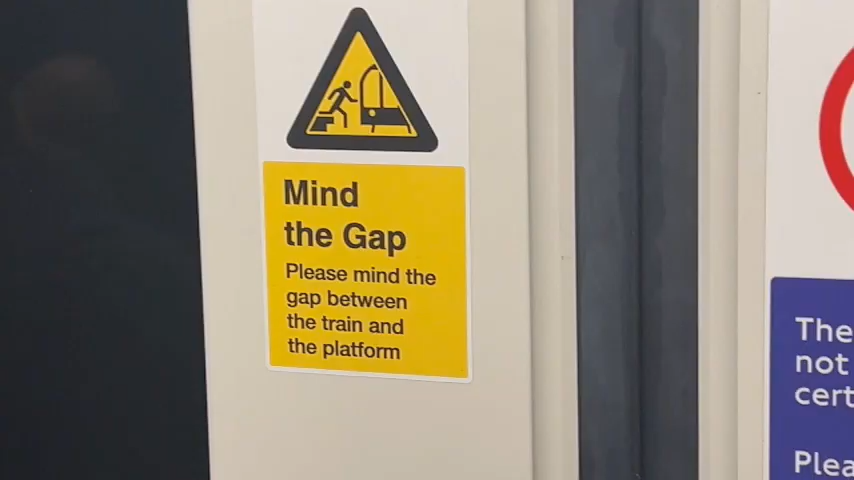 Mind
the Gap
Please mind the
gap between
the train and
the platform
The
not
cert
Plea